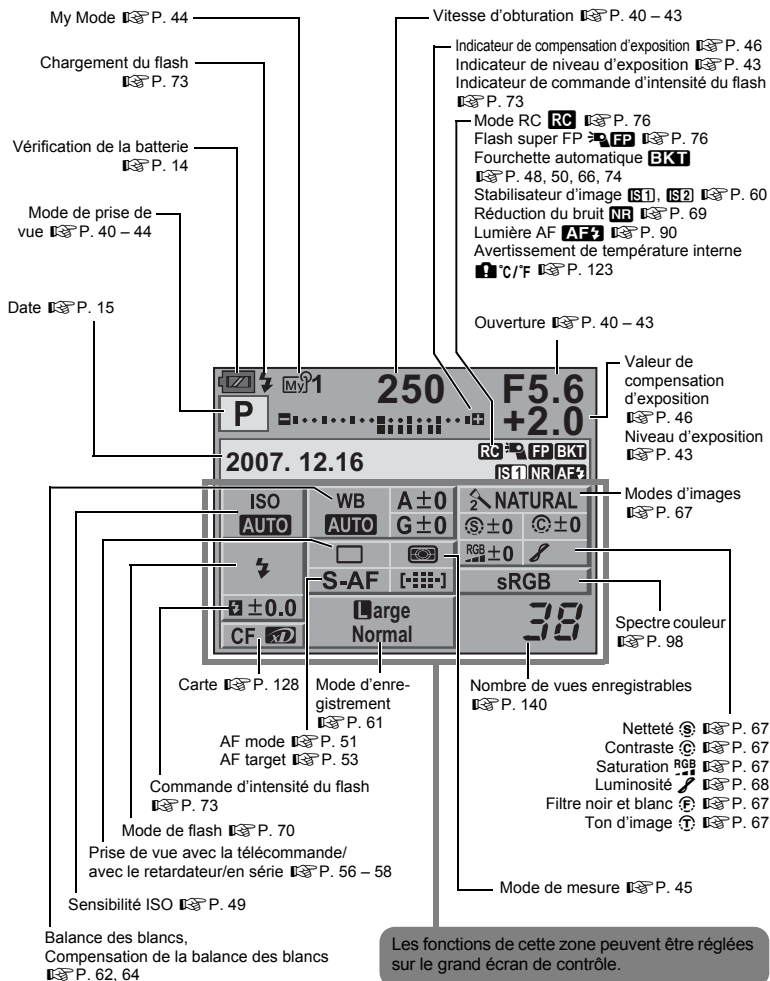 My Mode ☞ P. 44
Chargement du flash
☞ P. 73
Vérification de la batterie
☞ P. 14
Mode de prise de
vue ☞ P. 40 – 44
Date ☞ P. 15
Vitesse d'obturation ☞ P. 40 – 43
Indicateur de compensation d'exposition ☞ P. 46
Indicateur de niveau d'exposition ☞ P. 43
Indicateur de commande d'intensité du flash
☞ P. 73
Mode RC RC ☞ P. 76
Flash super FP FP ☞ P. 76
Fourchette automatique BKT
☞ P. 48, 50, 66, 74
Stabilisateur d'image IS1, IS2 ☞ P. 60
Réduction du bruit NR ☞ P. 69
Lumière AF AF ☞ P. 90
Avertissement de température interne
°C/°F ☞ P. 123
Ouverture ☞ P. 40 – 43
Valeur de
compensation
d'exposition
☞ P. 46
Niveau d'exposition
☞ P. 43
My 1 250 F5.6
P +2.0
2007. 12.16 RC FP BKT
IS1 NR AF
ISO WB A±0 2 NATURAL
AUTO AUTO G±0 S±0 C±0
RGB±0
S-AF sRGB
±0.0 Large
CF xD Normal 38
Modes d'images
☞ P. 67
Spectre couleur
☞ P. 98
Carte ☞ P. 128
Mode d'enre-
gistrement
☞ P. 61
Nombre de vues enregistrables
☞ P. 140
AF mode ☞ P. 51
AF target ☞ P. 53
Netteté S ☞ P. 67
Contraste C ☞ P. 67
Saturation RGB ☞ P. 67
Luminosité ☞ P. 68
Filtre noir et blanc F ☞ P. 67
Ton d'image T ☞ P. 67
Commande d'intensité du flash
☞ P. 73
Mode de flash ☞ P. 70
Prise de vue avec la télécommande/
avec le retardateur/en série ☞ P. 56 – 58
Mode de mesure ☞ P. 45
Sensibilité ISO ☞ P. 49
Balance des blancs,
Compensation de la balance des blancs
☞ P. 62, 64
Les fonctions de cette zone peuvent être réglées
sur le grand écran de contrôle.